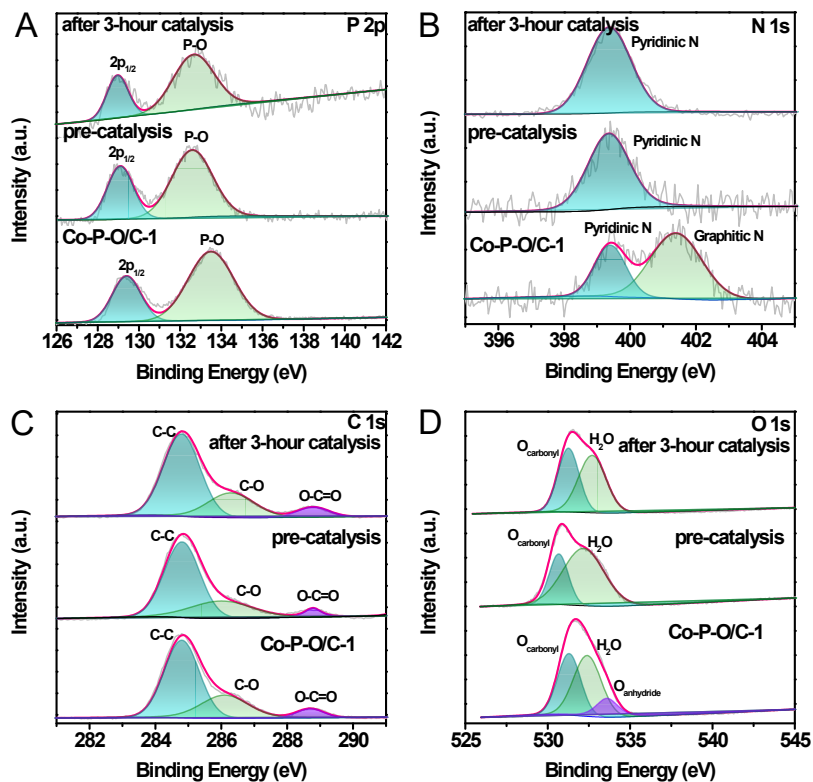 A
after 3-hour catalysis
P 2p
P-O
2p1/2
pre-catalysis
P-O
2p1/2
Co-P-O/C-1
P-O
2p1/2
126 128 130 132 134 136 138 140 142
Binding Energy (eV)
Intensity (a.u.)
B
after 3-hour catalysis
N 1s
Pyridinic N
pre-catalysis
Pyridinic N
Co-P-O/C-1
Pyridinic N
Graphitic N
396 398 400 402 404
Binding Energy (eV)
Intensity (a.u.)
C
C 1s
C-C
after 3-hour catalysis
C-O
O-C=O
pre-catalysis
C-C
C-O
O-C=O
Co-P-O/C-1
C-C
C-O
O-C=O
282 284 286 288 290
Binding Energy (eV)
Intensity (a.u.)
D
O 1s
after 3-hour catalysis
Ocarbonyl
H2O
pre-catalysis
Ocarbonyl
H2O
Co-P-O/C-1
Ocarbonyl
H2O
Oanhydride
525 530 535 540 545
Binding Energy (eV)
Intensity (a.u.)